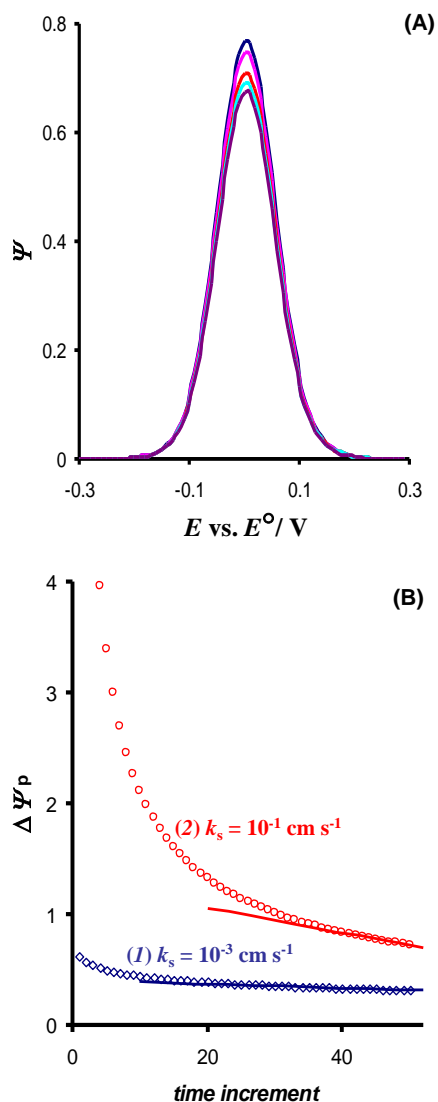 (A)
0.8
0.6
Ψ
0.4
0.2
0
-0.3 -0.1 0.1 0.3
E vs. E°/ V
4
(B)
3
Δ Ψp
2
(2) ks = 10-1 cm s-1
1
(1) ks = 10-3 cm s-1
0
0 20 40
time increment